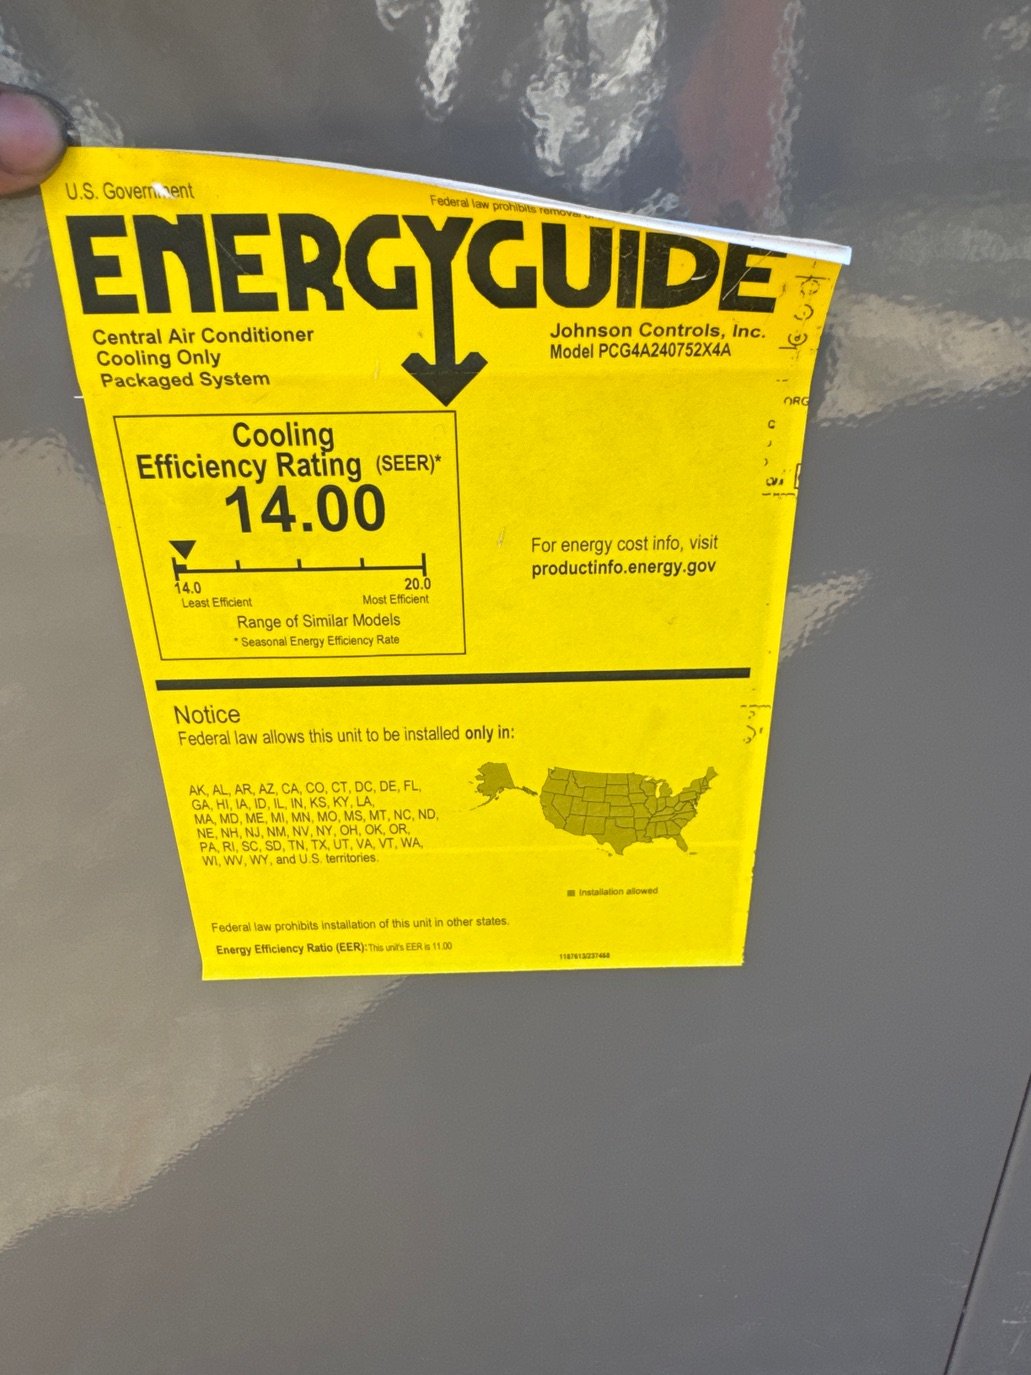 U.S. Government
Federal law prohibits removal
ENERGYGUIDE
Central Air Conditioner
Cooling Only
Packaged System
Johnson Controls, Inc.
Model PCG4A240752X4A
ORG
Cooling
Efficiency Rating (SEER)*
14.00
14.0
20.0
Least Efficient
Most Efficient
Range of Similar Models
* Seasonal Energy Efficiency Rate
For energy cost info, visit
productinfo.energy.gov
Notice
Federal law allows this unit to be installed only in:
AK, AL, AR, AZ, CA, CO, CT, DC, DE, FL,
GA, HI, IA, ID, IL, IN, KS, KY, LA,
MA, MD, ME, MI, MN, MO, MS, MT, NC, ND,
NE, NH, NJ, NM, NV, NY, OH, OK, OR,
PA, RI, SC, SD, TN, TX, UT, VA, VT, WA,
WI, WV, WY, and U.S. territories.
Installation allowed
Federal law prohibits installation of this unit in other states.
Energy Efficiency Ratio (EER): This unit's EER is 11.00